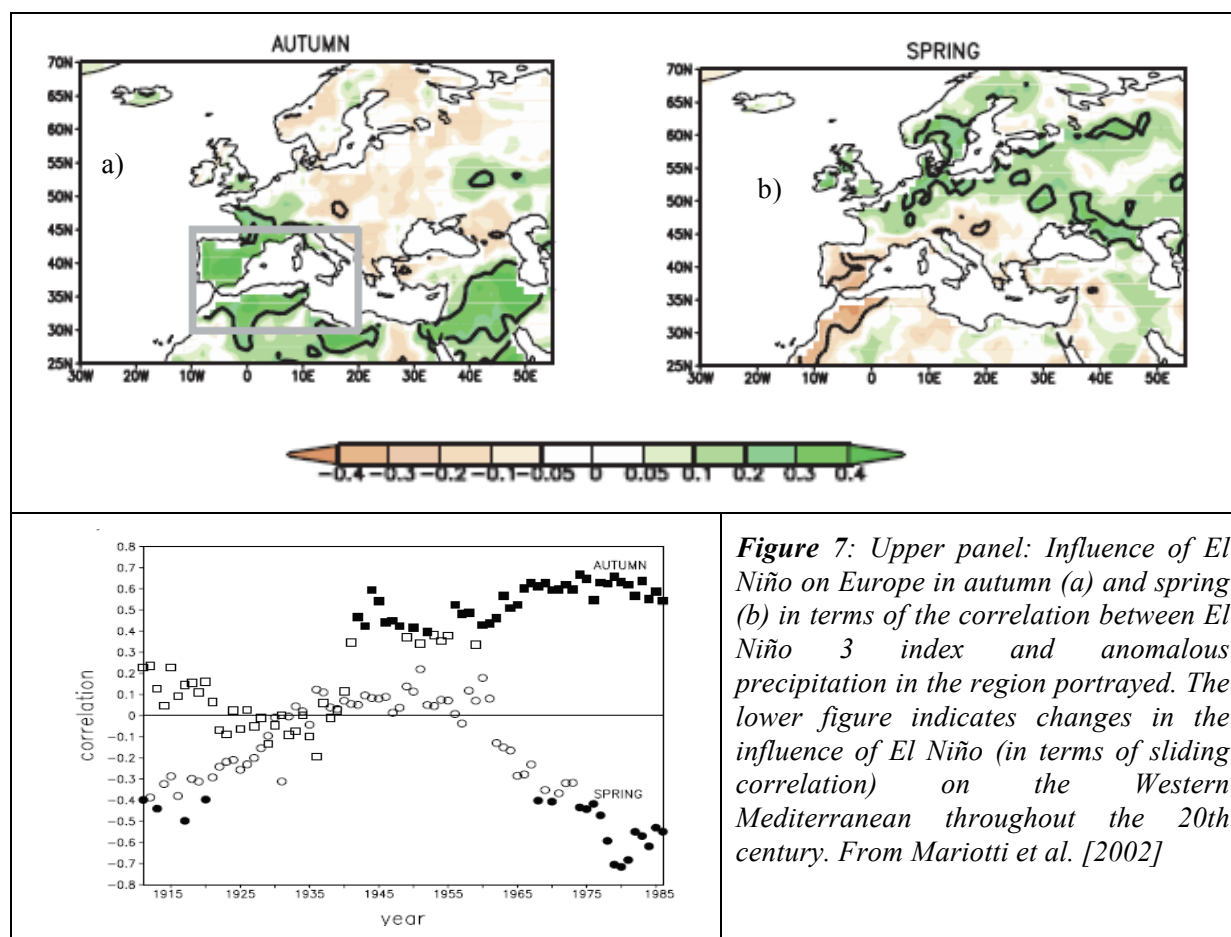 AUTUMN
70N
65N
60N
55N
50N
45N
40N
35N
30N
25N
30W 20W 10W 0 10E 20E 30E 40E 50E
a)
SPRING
70N
65N
60N
55N
50N
45N
40N
35N
30N
25N
30W 20W 10W 0 10E 20E 30E 40E 50E
b)
-0.4 -0.3 -0.2 -0.1 -0.05 0 0.05 0.1 0.2 0.3 0.4
0.8
0.7
0.6
0.5
0.4
0.3
0.2
0.1
0
-0.1
-0.2
-0.3
-0.4
-0.5
-0.6
-0.7
-0.8
correlation
AUTUMN
SPRING
1915 1925 1935 1945 1955 1965 1975 1985
year
Figure 7: Upper panel: Influence of El
Niño on Europe in autumn (a) and spring
(b) in terms of the correlation between El
Niño 3 index and anomalous
precipitation in the region portrayed. The
lower figure indicates changes in the
influence of El Niño (in terms of sliding
correlation) on the Western
Mediterranean throughout the 20th
century. From Mariotti et al. [2002]